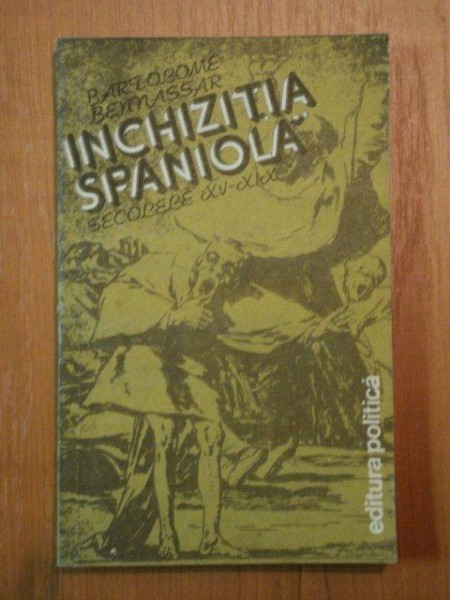 BARTOLOMÉ
BENNASSAR
INCHIZIȚIA
SPANIOLĂ
SECOLELE XV-XIX
editura politică